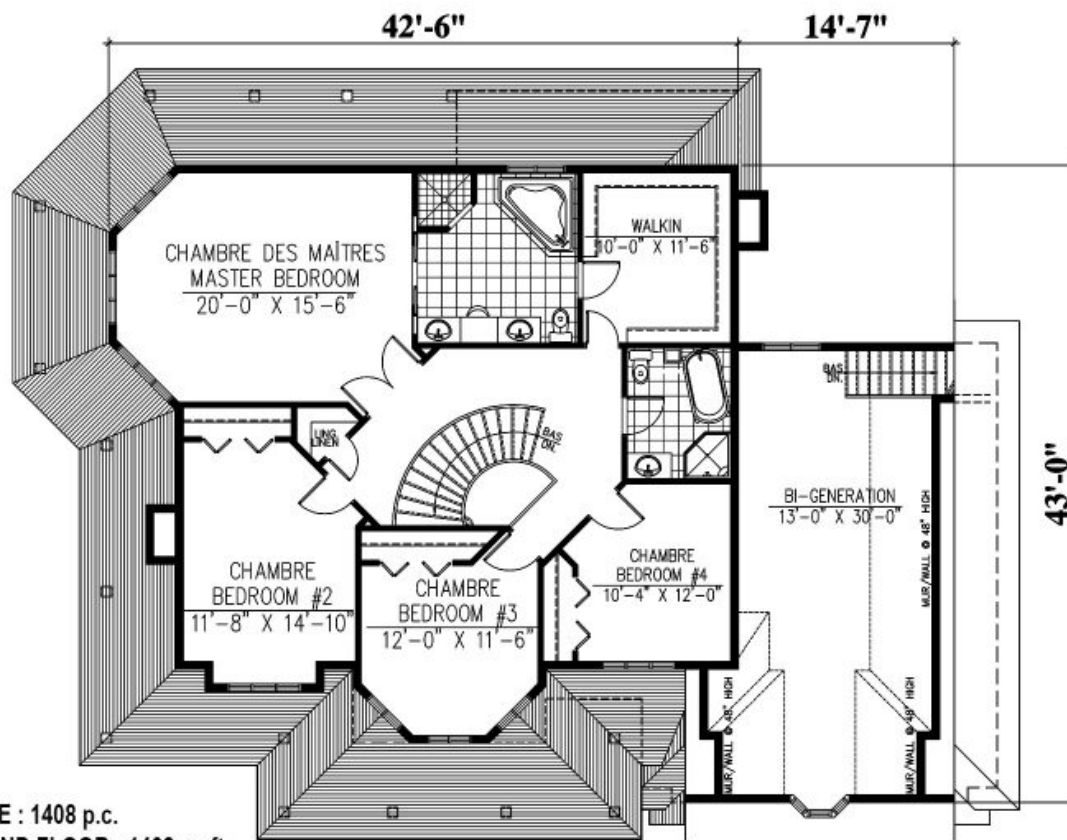 42'-6"
14'-7"
CHAMBRE DES MAÎTRES
MASTER BEDROOM
20'-0" X 15'-6"
WALKIN
10'-0" X 11'-6"
BAS
DN.
43'-0"
LING.
LINEN
BAS
DN.
BI-GENERATION
13'-0" X 30'-0"
MUR/WALL @ 48" HIGH
CHAMBRE
BEDROOM #2
11'-8" X 14'-10"
CHAMBRE
BEDROOM #3
12'-0" X 11'-6"
CHAMBRE
BEDROOM #4
10'-4" X 12'-0"
MUR/WALL @ 48" HIGH
MUR/WALL @ 48" HIGH
E : 1408 p.c.